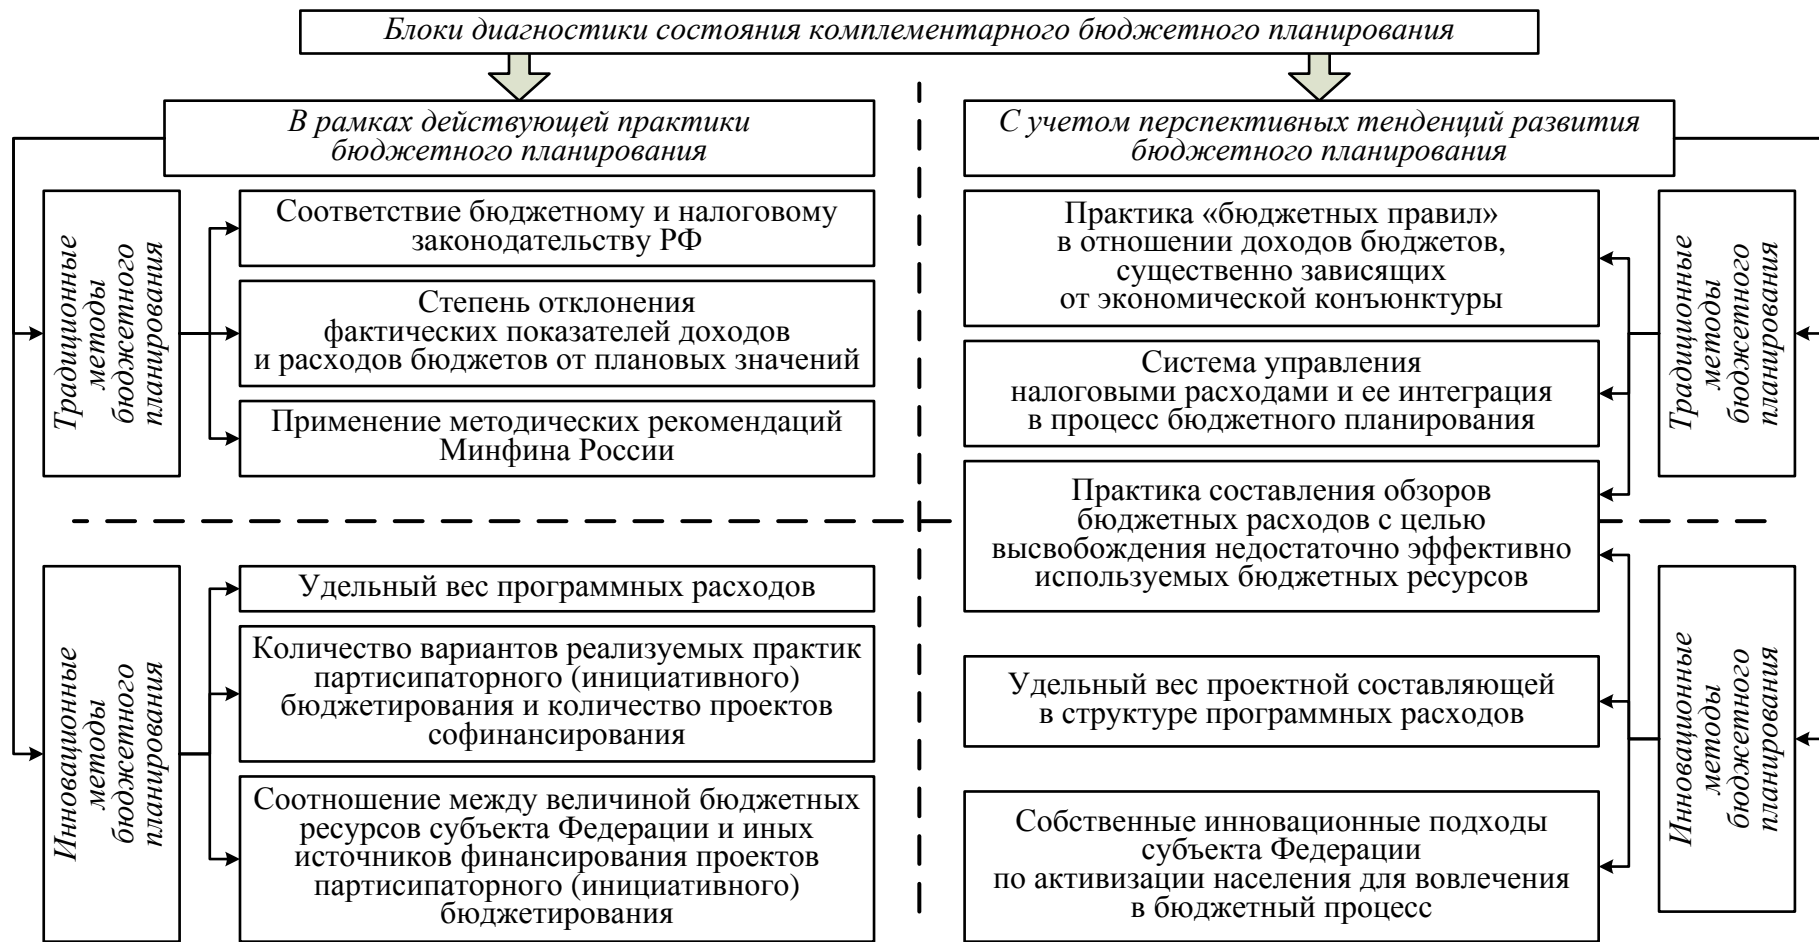 Блоки диагностики состояния комплементарного бюджетного планирования
В рамках действующей практики
бюджетного планирования
Традиционные
методы
бюджетного
планирования
Соответствие бюджетному и налоговому
законодательству РФ
Степень отклонения
фактических показателей доходов
и расходов бюджетов от плановых значений
Применение методических рекомендаций
Минфина России
Инновационные
методы
бюджетного
планирования
Удельный вес программных расходов
Количество вариантов реализуемых практик
партисипаторного (инициативного)
бюджетирования и количество проектов
софинансирования
Соотношение между величиной бюджетных
ресурсов субъекта Федерации и иных
источников финансирования проектов
партисипаторного (инициативного)
бюджетирования
С учетом перспективных тенденций развития
бюджетного планирования
Практика «бюджетных правил»
в отношении доходов бюджетов,
существенно зависящих
от экономической конъюнктуры
Система управления
налоговыми расходами и ее интеграция
в процесс бюджетного планирования
Практика составления обзоров
бюджетных расходов с целью
высвобождения недостаточно эффективно
используемых бюджетных ресурсов
Традиционные
методы
бюджетного
планирования
Удельный вес проектной составляющей
в структуре программных расходов
Собственные инновационные подходы
субъекта Федерации
по активизации населения для вовлечения
в бюджетный процесс
Инновационные
методы
бюджетного
планирования